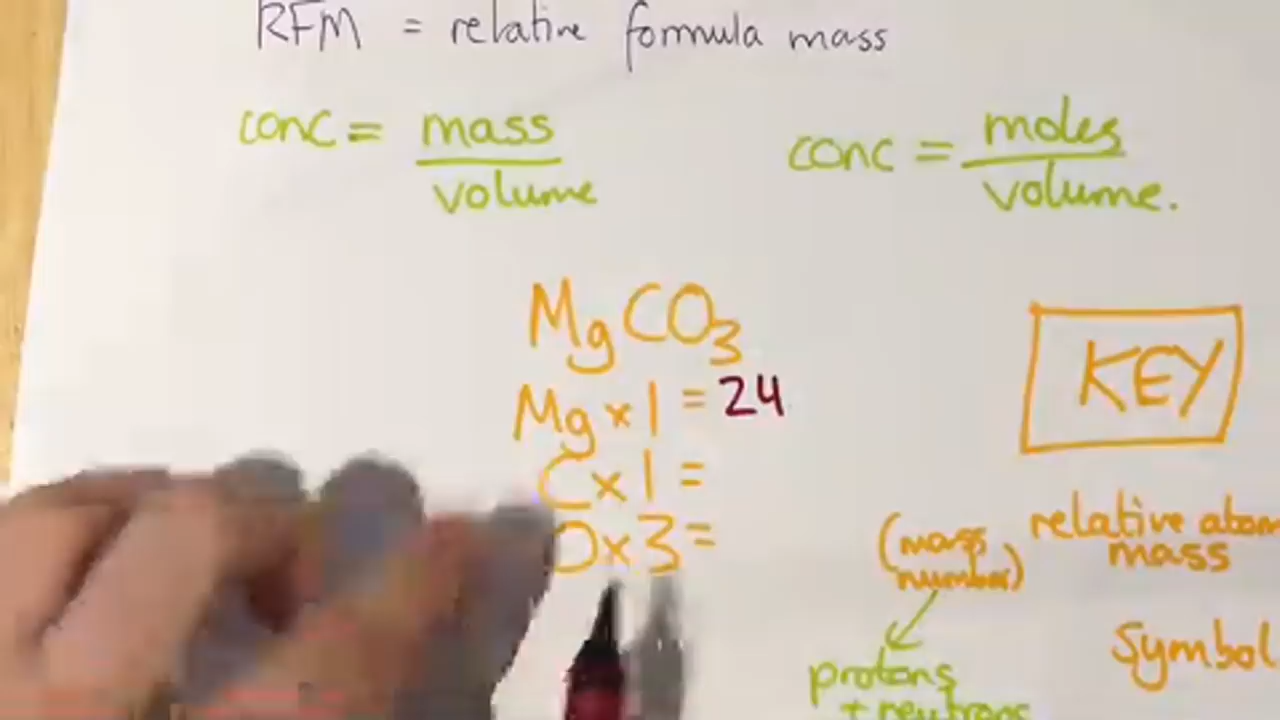 RFM = relative formula mass
conc = mass / volume
conc = moles / volume.
MgCO₃
Mg × 1 = 24
C × 1 =
O × 3 =
KEY
(mass number)
relative atom
mass
symbol
protons
+ neutrons